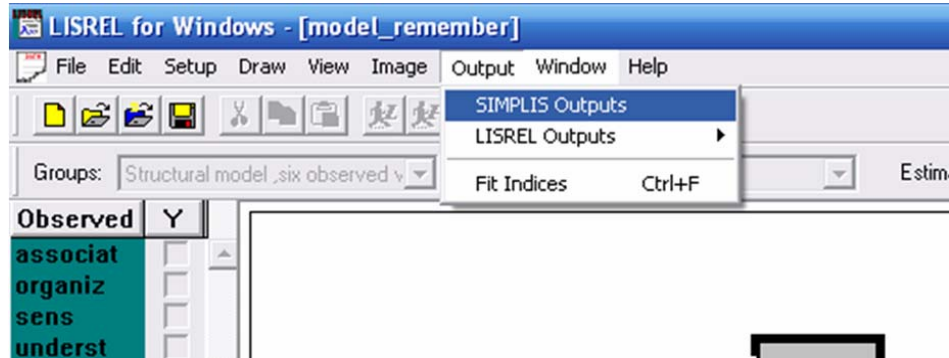 LISREL for Windows - [model_remember]
File Edit Setup Draw View Image Output Window Help
SIMPLIS Outputs
LISREL Outputs
Fit Indices Ctrl+F
Groups: Structural model ,six observed v
Estim
Observed Y
associat
organiz
sens
underst